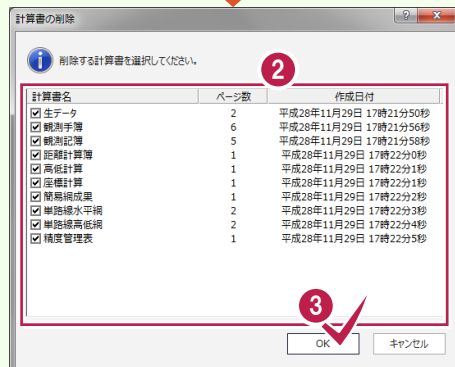 計算書の削除
削除する計算書を選択してください。
2
計算書名 ページ数 作成日付
生データ 2 平成28年11月29日 17時21分50秒
観測手簿 6 平成28年11月29日 17時21分56秒
観測記簿 5 平成28年11月29日 17時21分58秒
距離計算簿 1 平成28年11月29日 17時22分0秒
高低計算 1 平成28年11月29日 17時22分1秒
座標計算 1 平成28年11月29日 17時22分1秒
簡易網成果 1 平成28年11月29日 17時22分2秒
単路線水平網 2 平成28年11月29日 17時22分3秒
単路線高低網 2 平成28年11月29日 17時22分4秒
精度管理表 1 平成28年11月29日 17時22分5秒
3
OK キャンセル